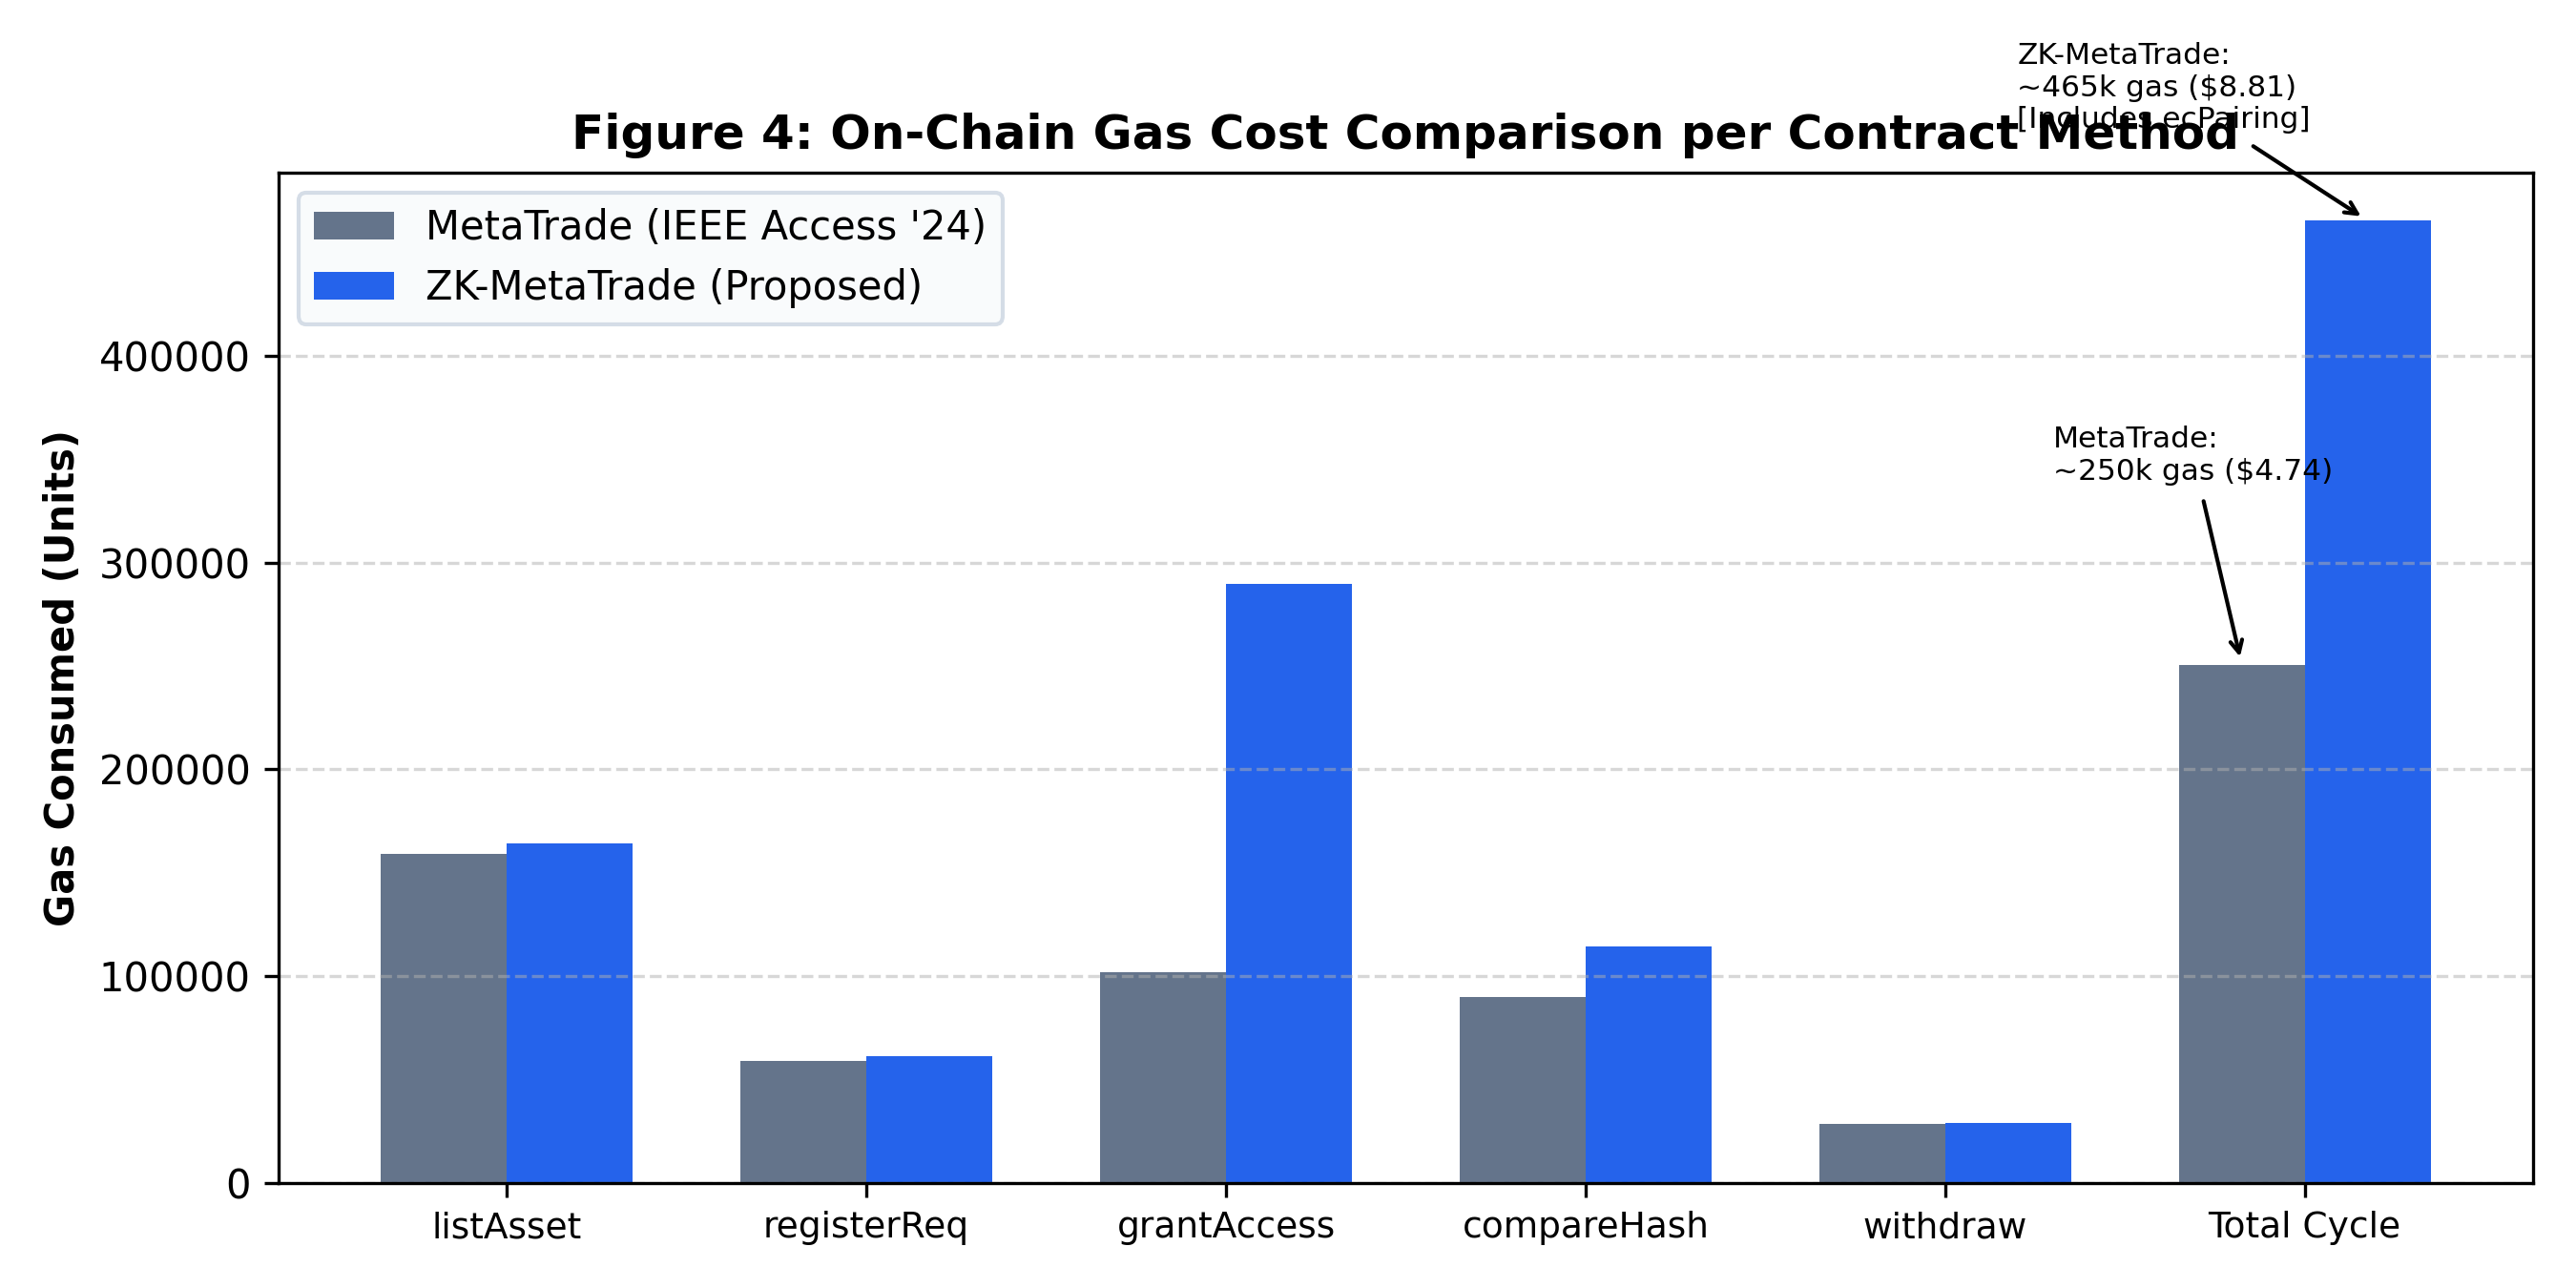 ZK-MetaTrade:
~465k gas ($8.81)
[Includes ecPairing]
Figure 4: On-Chain Gas Cost Comparison per Contract Method
MetaTrade (IEEE Access '24)
ZK-MetaTrade (Proposed)
MetaTrade:
~250k gas ($4.74)
Gas Consumed (Units)
400000
300000
200000
100000
0
listAsset
registerReq
grantAccess
compareHash
withdraw
Total Cycle